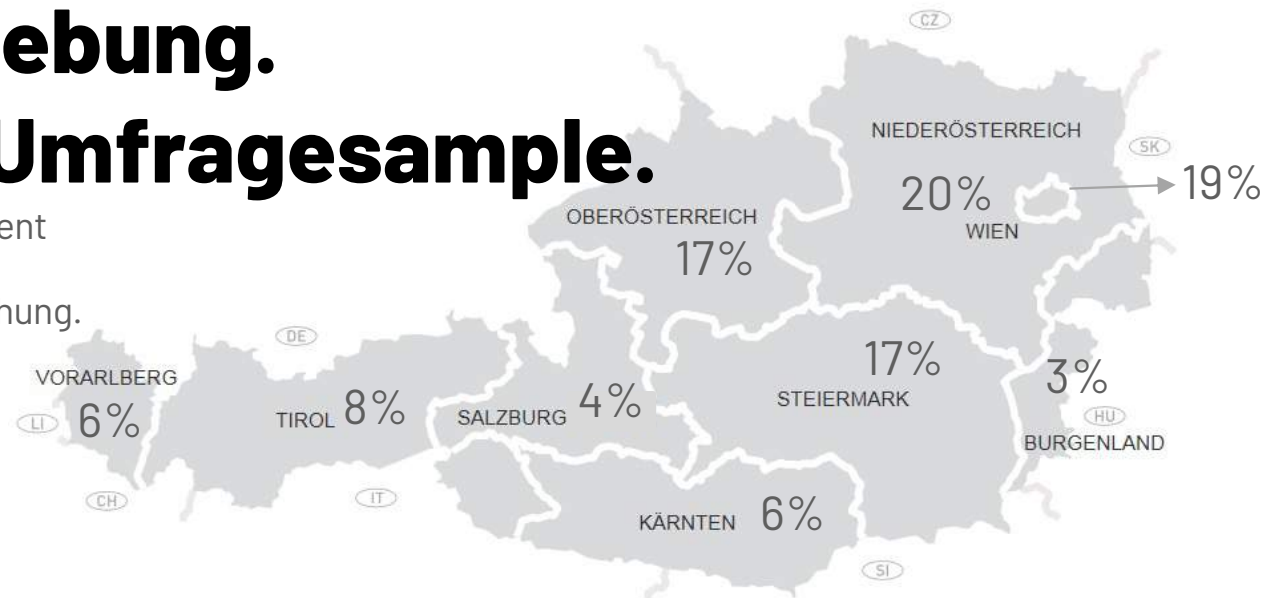 ebung.
Umfragesample.
ent
nung.
CZ
NIEDERÖSTERREICH
SK
20%
19%
WIEN
OBERÖSTERREICH
17%
DE
VORARLBERG
6%
LI
CH
TIROL 8%
IT
SALZBURG 4%
17%
STEIERMARK
3%
HU
BURGENLAND
KÄRNTEN 6%
SI